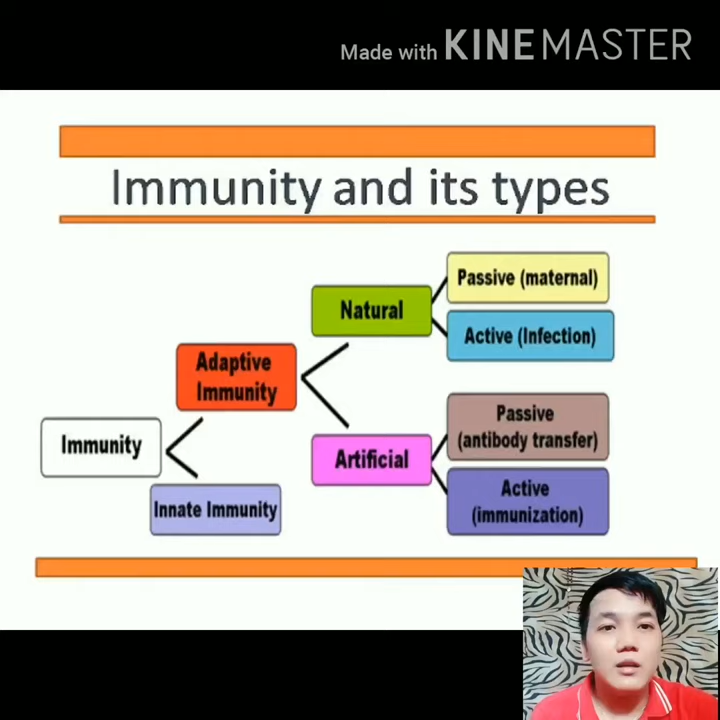 Made with KINEMASTER
Immunity and its types
Passive (maternal)
Natural
Active (Infection)
Adaptive
Immunity
Passive
(antibody transfer)
Immunity
Artificial
Active
(immunization)
Innate Immunity